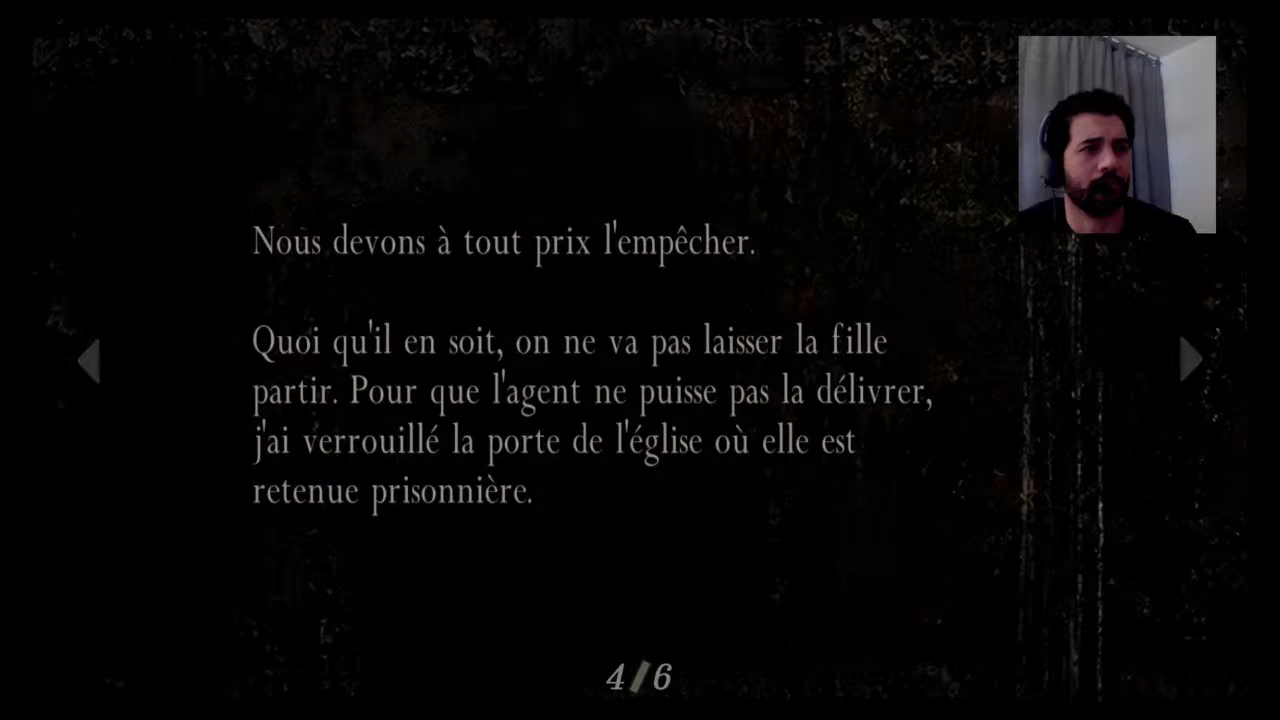 Nous devons à tout prix l'empêcher.
Quoi qu'il en soit, on ne va pas laisser la fille
partir. Pour que l'agent ne puisse pas la délivrer,
j'ai verrouillé la porte de l'église où elle est
retenue prisonnière.
4/6